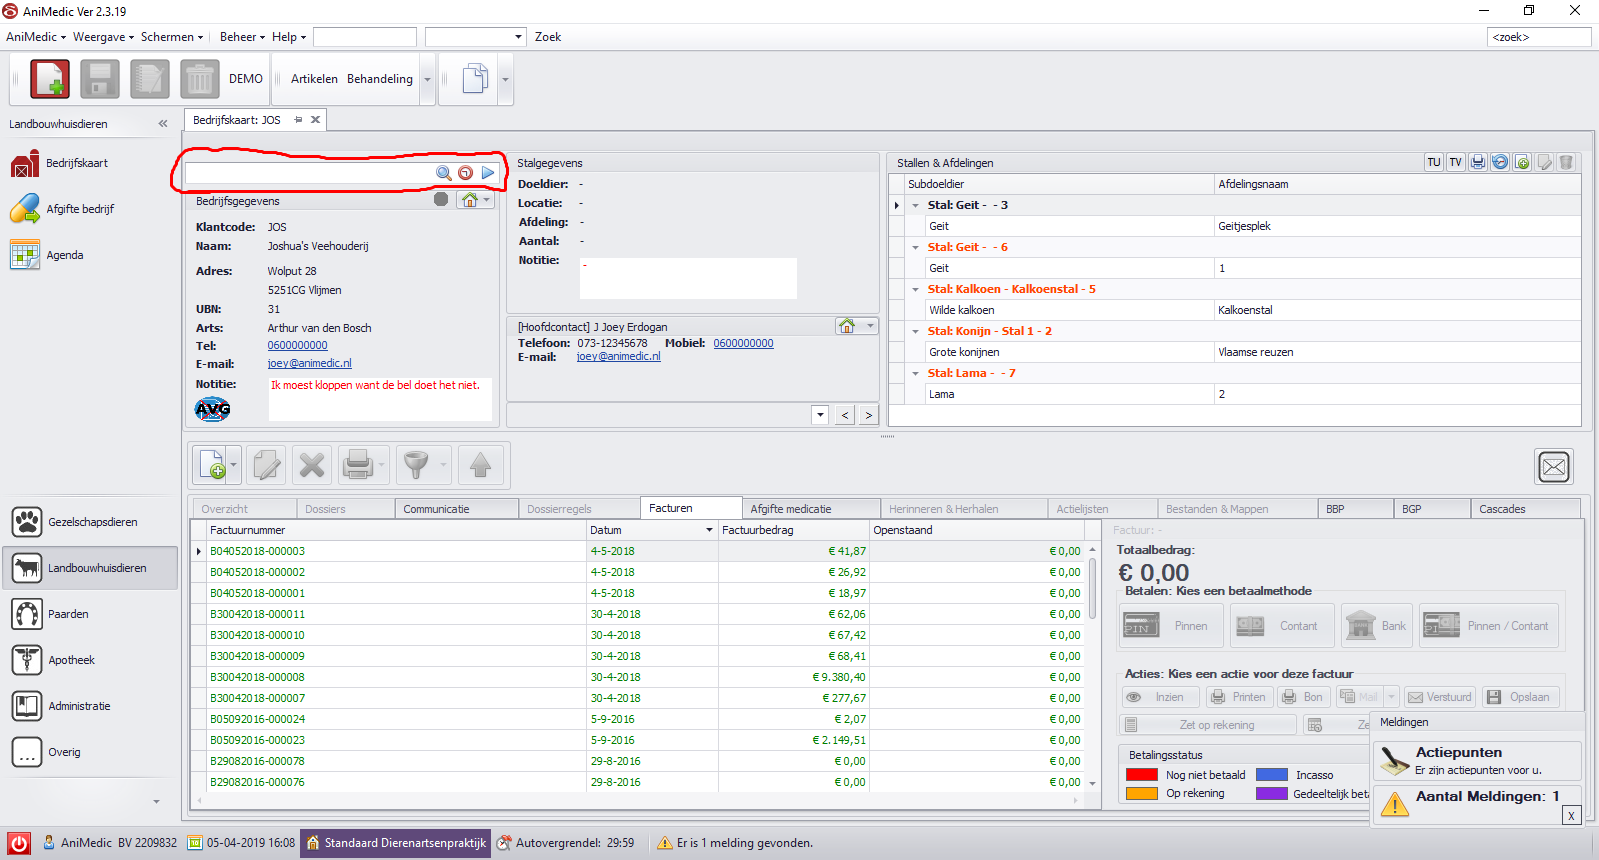 AniMedic Ver 2.3.19
AniMedic Weergave Schermen Beheer Help Zoek <zoek>
DEMO Artikelen Behandeling
Landbouwhuisdieren «
Bedrijfskaart
Afgifte bedrijf
Agenda
Gezelschapsdieren
Landbouwhuisdieren
Paarden
Apotheek
Administratie
... Overig
Bedrijfskaart: JOS
Bedrijfsgegevens
Klantcode: JOS
Naam: Joshua's Veehouderij
Adres: Wolput 28
5251CG Vlijmen
UBN: 31
Arts: Arthur van den Bosch
Tel: 0600000000
E-mail: joey@animedic.nl
Notitie: Ik moest kloppen want de bel doet het niet.
AVG
Stalgegevens
Doeldier: -
Locatie: -
Afdeling: -
Aantal: -
Notitie: -
[Hoofdcontact] J Joey Erdogan
Telefoon: 073-12345678 Mobiel: 0600000000
E-mail: joey@animedic.nl
< >
Stallen & Afdelingen TU TV
Subdoeldier Afdelingsnaam
Stal: Geit - - 3
Geit Geitjesplek
Stal: Geit - - 6
Geit 1
Stal: Kalkoen - Kalkoenstal - 5
Wilde kalkoen Kalkoenstal
Stal: Konijn - Stal 1 - 2
Grote konijnen Vlaamse reuzen
Stal: Lama - - 7
Lama 2
Overzicht Dossiers Communicatie Dossierregels Facturen Afgifte medicatie Herinneren & Herhalen Actielijsten Bestanden & Mappen BBP BGP Cascades
Factuurnummer Datum Factuurbedrag Openstaand
B04052018-000003 4-5-2018 € 41,87 € 0,00
B04052018-000002 4-5-2018 € 26,92 € 0,00
B04052018-000001 4-5-2018 € 18,97 € 0,00
B30042018-000011 30-4-2018 € 62,06 € 0,00
B30042018-000010 30-4-2018 € 67,42 € 0,00
B30042018-000009 30-4-2018 € 68,41 € 0,00
B30042018-000008 30-4-2018 € 9.380,40 € 0,00
B30042018-000007 30-4-2018 € 277,67 € 0,00
B05092016-000024 5-9-2016 € 2,07 € 0,00
B05092016-000023 5-9-2016 € 2.149,51 € 0,00
B29082016-000078 29-8-2016 € 0,00 € 0,00
B29082016-000076 29-8-2016 € 0,00 € 0,00
Factuur: -
Totaalbedrag:
€ 0,00
Betalen: Kies een betaalmethode
PIN Pinnen Contant Bank PI Pinnen / Contant
Acties: Kies een actie voor deze factuur
Inzien Printen Bon Mail Verstuurd Opslaan
Zet op rekening Ze
Betalingsstatus
Nog niet betaald Incasso
Op rekening Gedeeltelijk beta
Meldingen
Actiepunten
Er zijn actiepunten voor u.
Aantal Meldingen: 1
X
AniMedic BV 2209832 05-04-2019 16:08 Standaard Dierenartsenpraktijk Autovergrendel: 29:59 Er is 1 melding gevonden.